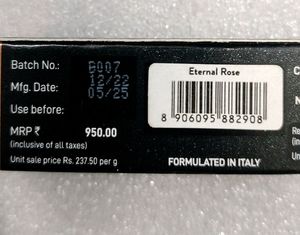 Batch No.: B007
Mfg. Date: 12/22
Use before: 05/25
MRP ₹ 950.00
(inclusive of all taxes)
Unit sale price Rs. 237.50 per g
Eternal Rose
8 906095 882908
FORMULATED IN ITALY